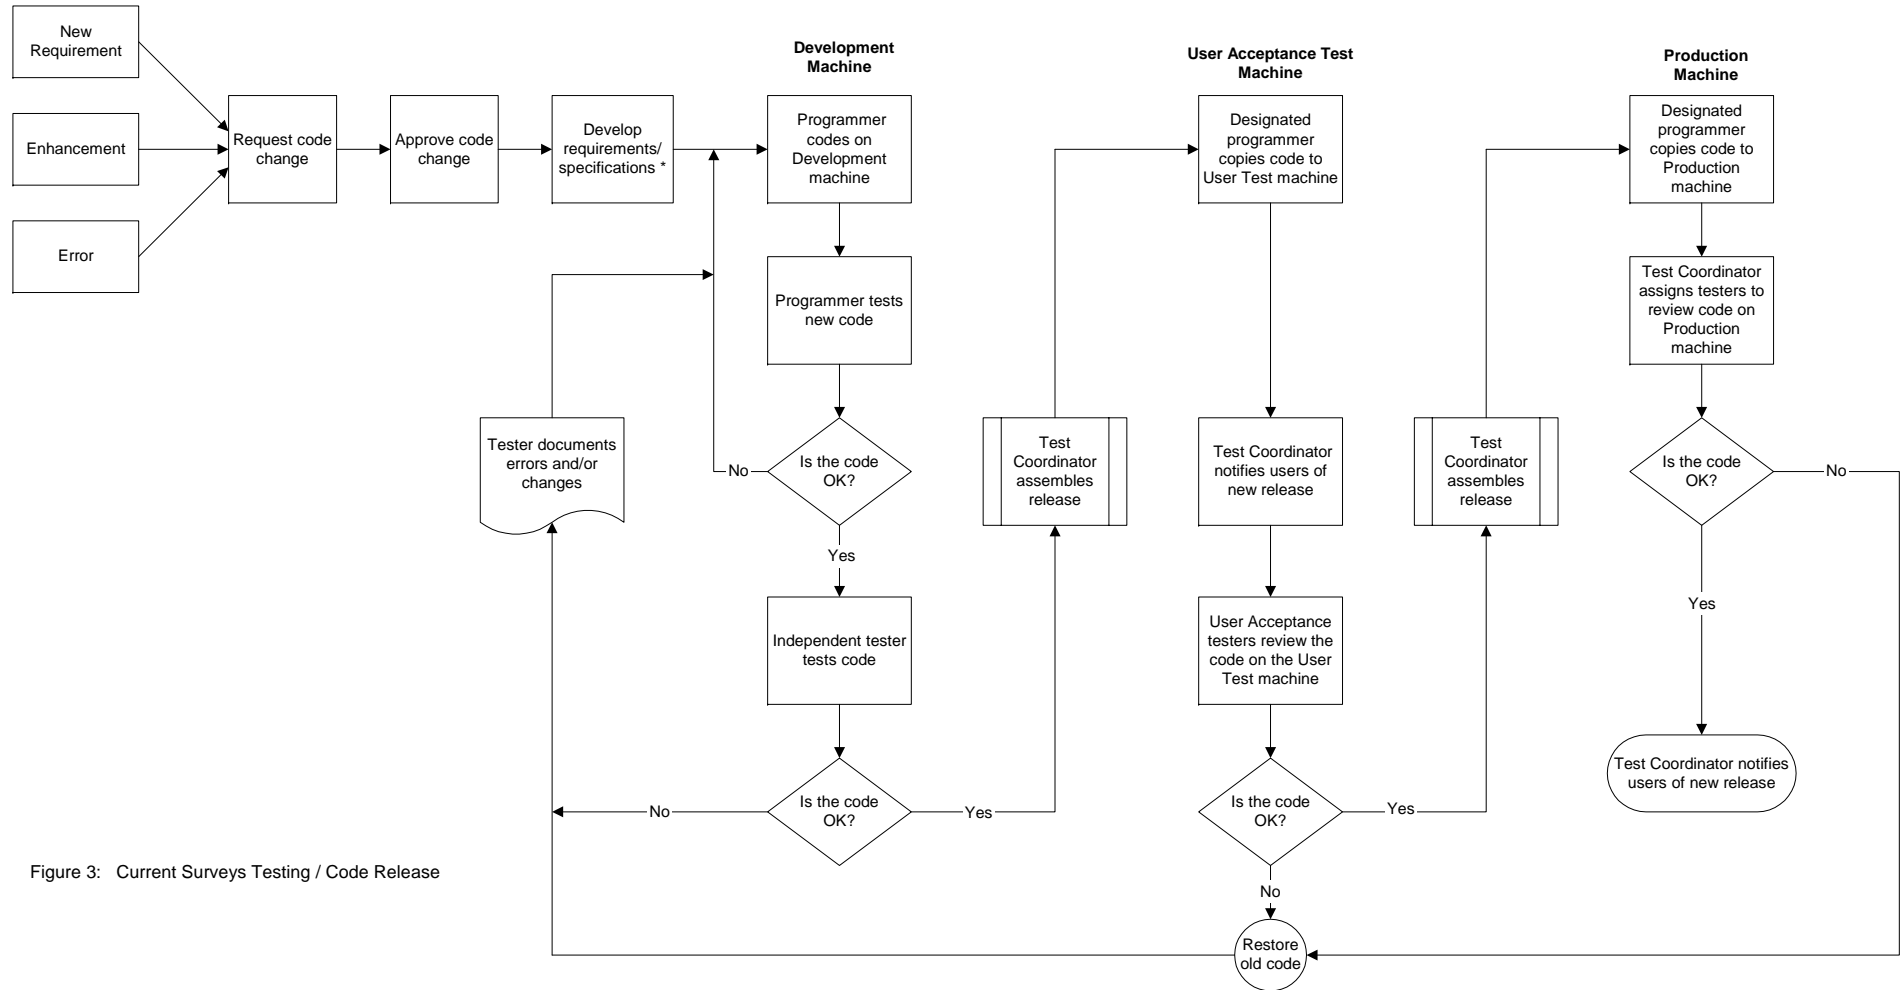 New
Requirement
Enhancement
Error
Request code
change
Approve code
change
Develop
requirements/
specifications *
Development
Machine
Programmer
codes on
Development
machine
Programmer tests
new code
Is the code
OK?
No
Yes
Independent tester
tests code
Is the code
OK?
No
Yes
Tester documents
errors and/or
changes
Test
Coordinator
assembles
release
User Acceptance Test
Machine
Designated
programmer
copies code to
User Test machine
Test Coordinator
notifies users of
new release
User Acceptance
testers review the
code on the User
Test machine
Is the code
OK?
Yes
No
Restore
old code
Test
Coordinator
assembles
release
Production
Machine
Designated
programmer
copies code to
Production
machine
Test Coordinator
assigns testers to
review code on
Production
machine
Is the code
OK?
No
Yes
Test Coordinator notifies
users of new release
Figure 3: Current Surveys Testing / Code Release